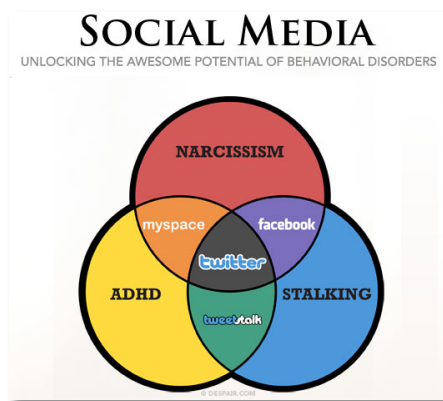 SOCIAL MEDIA
UNLOCKING THE AWESOME POTENTIAL OF BEHAVIORAL DISORDERS
NARCISSISM
myspace
facebook
twitter
ADHD
STALKING
tweetstalk
© DESPAIR.COM